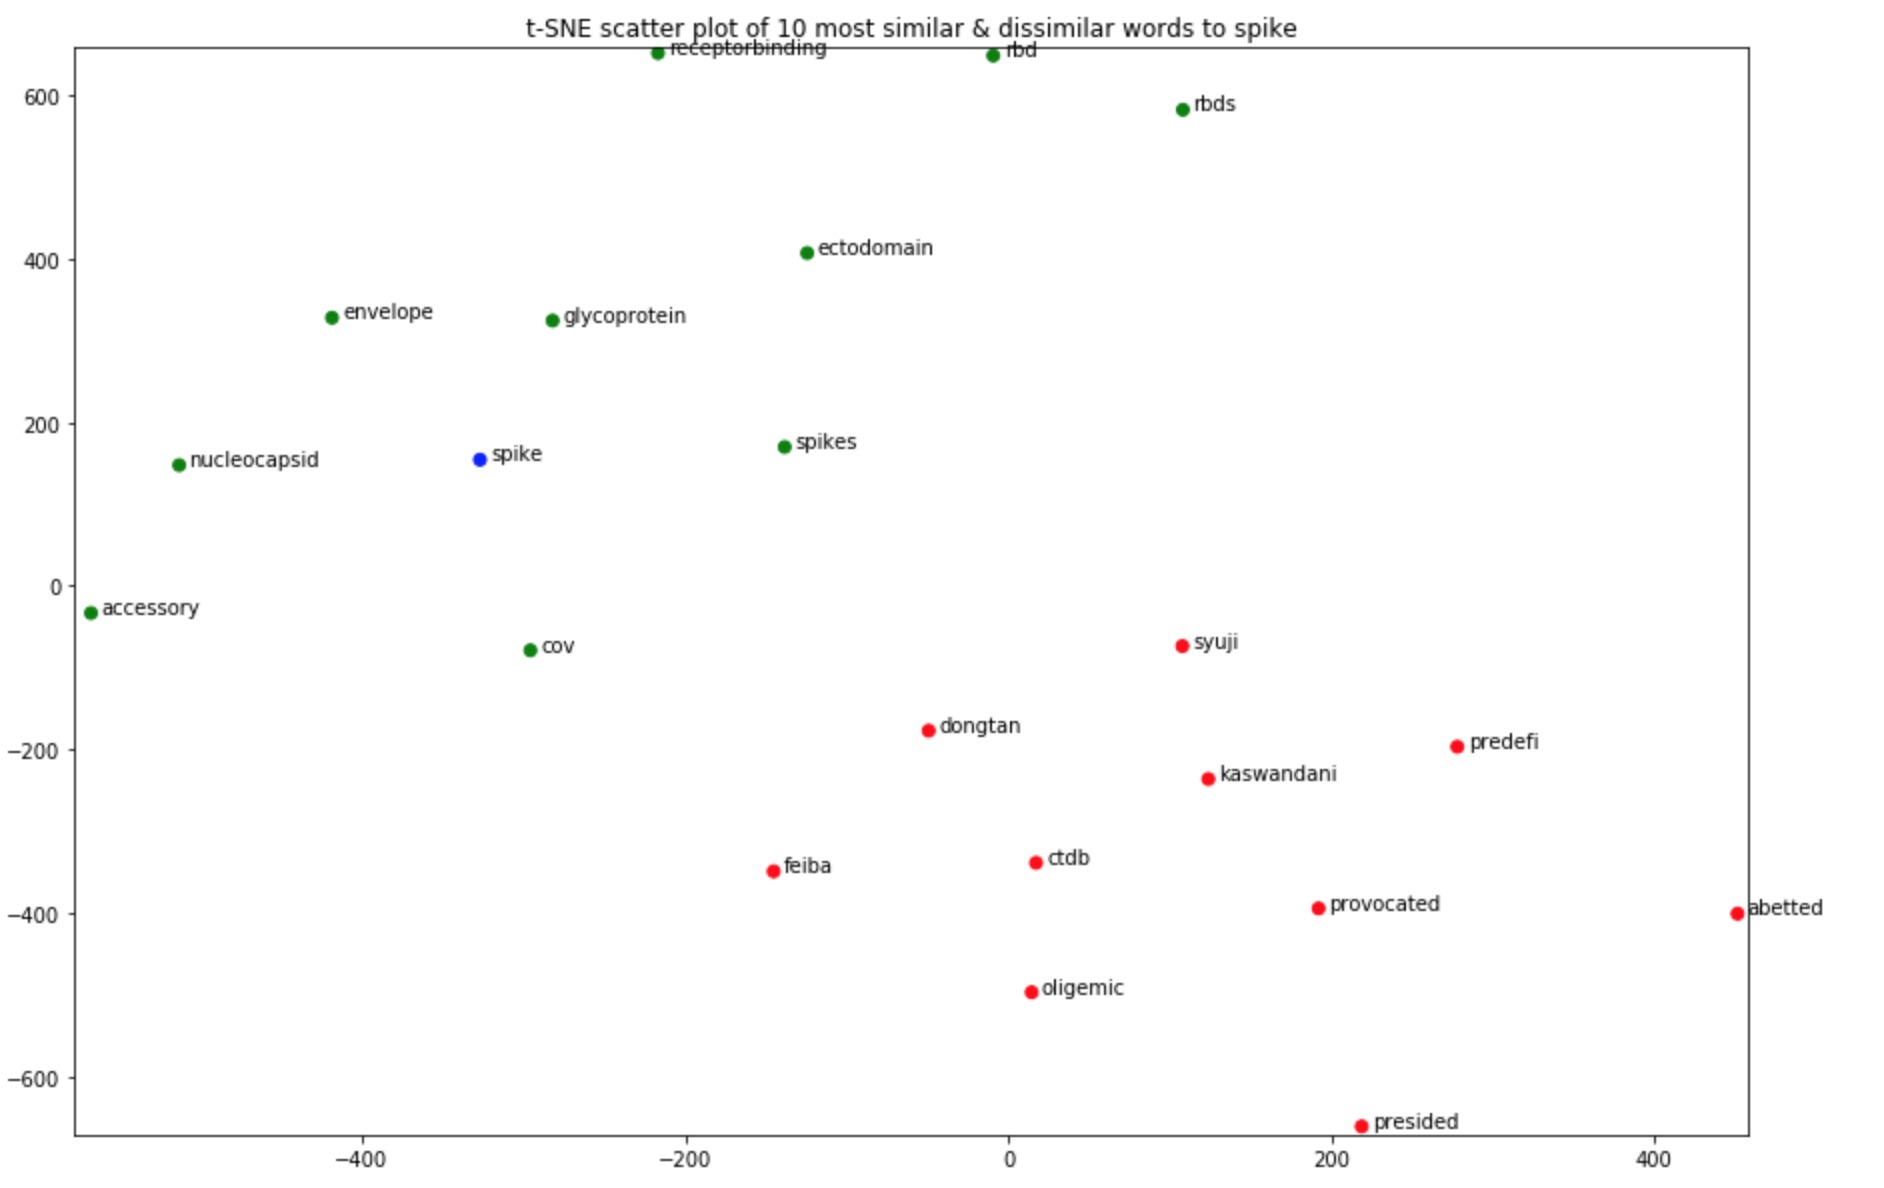 t-SNE scatter plot of 10 most similar & dissimilar words to spike
receptorbinding
rbd
600
rbds
ectodomain
400
envelope
glycoprotein
200
spikes
nucleocapsid
spike
0
accessory
cov
syuji
dongtan
−200
predefi
kaswandani
feiba
ctdb
provocated
−400
abetted
oligemic
−600
presided
−400
−200
0
200
400